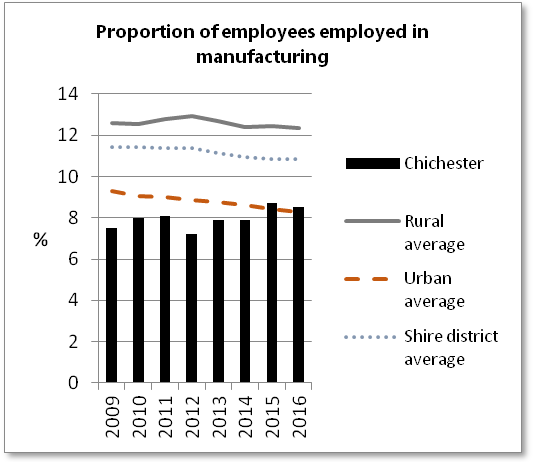 Proportion of employees employed in
manufacturing
14
12
10
8
6
4
2
0
%
2009
2010
2011
2012
2013
2014
2015
2016
Chichester
Rural
average
Urban
average
Shire district
average